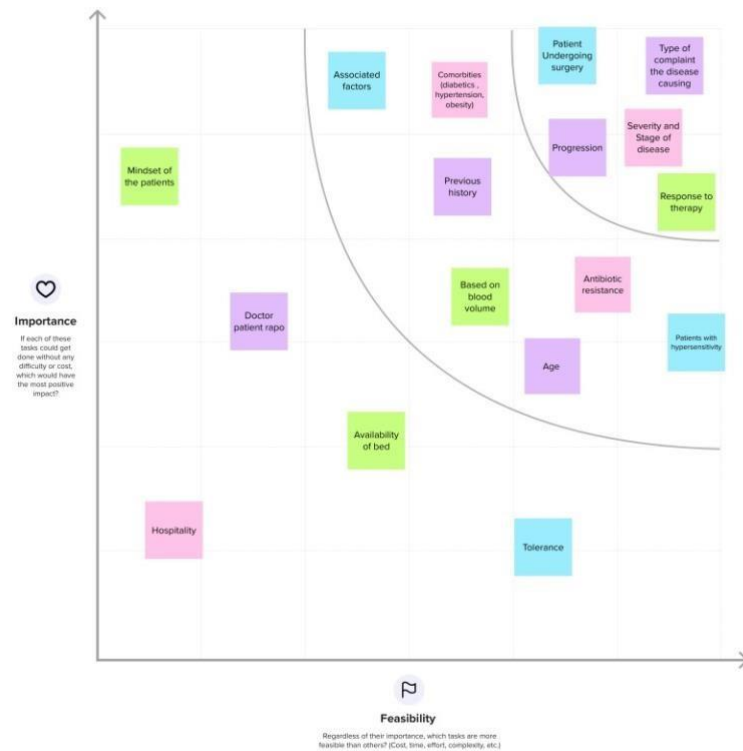 Patient
Undergoing
surgery
Type of
complaint
the disease
causing
Associated
factors
Comorbities
(diabetics ,
hypertension,
obesity)
Severity and
Stage of
disease
Progression
Mindset of
the patients
Previous
history
Response to
therapy
Based on
blood
volume
Antibiotic
resistance
Doctor
patient rapo
Patients with
hypersensitivity
Age
Availability
of bed
Hospitality
Tolerance
Importance
If each of these
tasks could get
done without any
difficulty or cost,
which would have
the most positive
impact?
Feasibility
Regardless of their importance, which tasks are more
feasible than others? (Cost, time, effort, complexity, etc.)